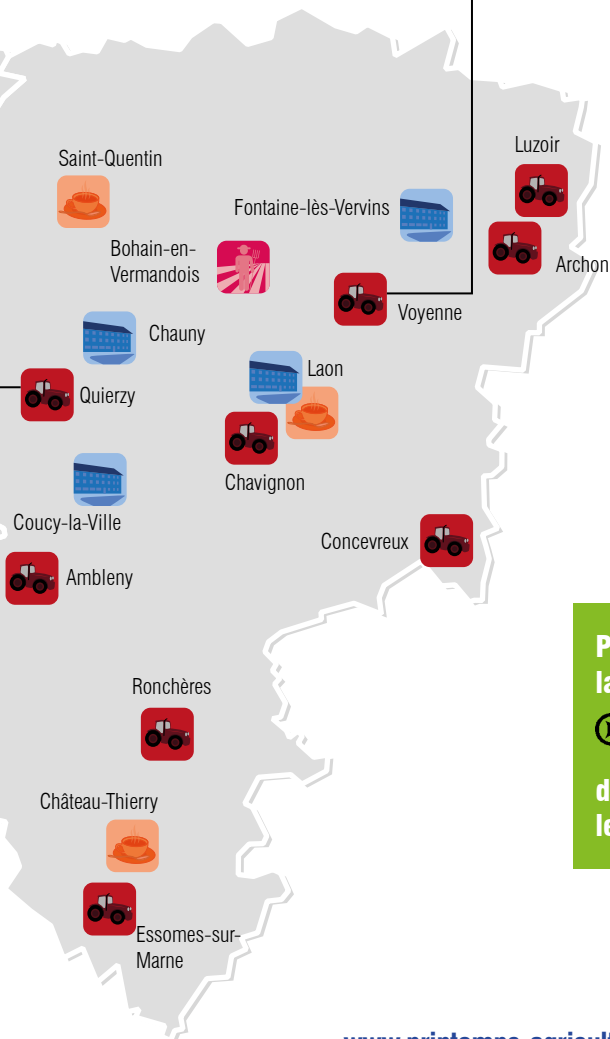 Luzoir
Saint-Quentin
Fontaine-lès-Vervins
Bohain-en-
Vermandois
Archon
Voyenne
Chauny
Laon
Quierzy
Chavignon
Coucy-la-Ville
Concevreux
Ambleny
Ronchères
Château-Thierry
Essomes-sur-
Marne